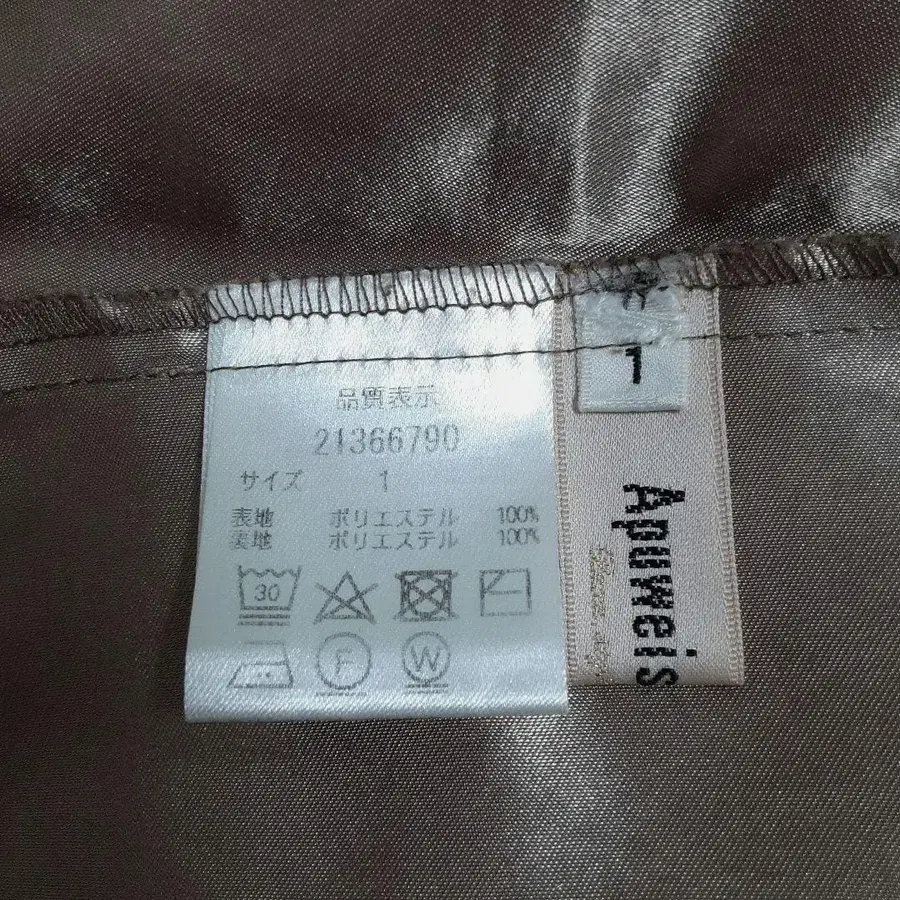 品質表示
21366790
サイズ 1
表地 ポリエステル 100%
裏地 ポリエステル 100%
30
F
W
1
Apuweis